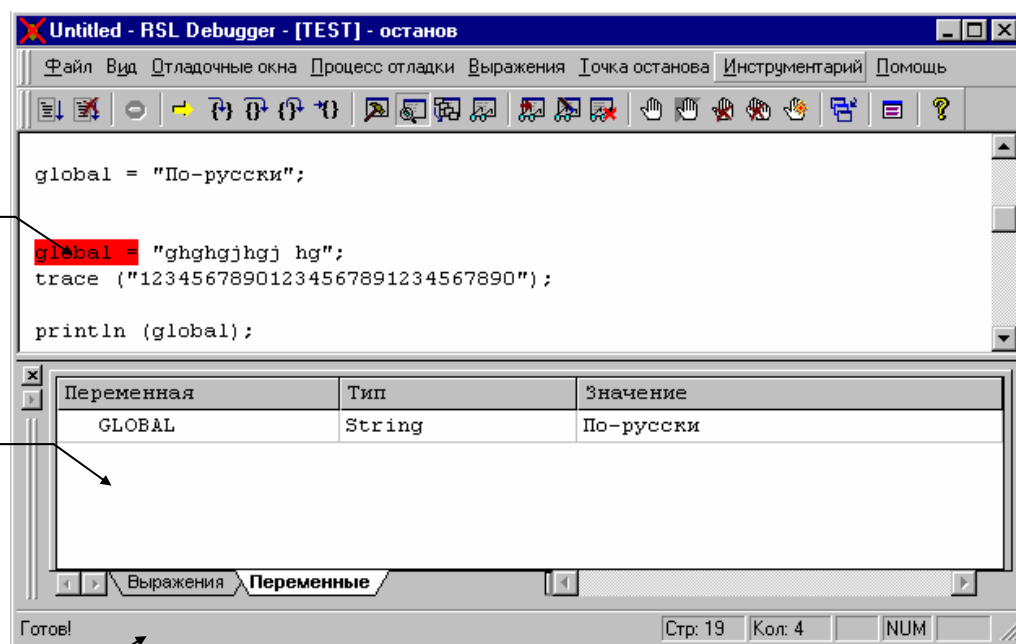 Untitled - RSL Debugger - [TEST] - останов
Файл Вид Отладочные окна Процесс отладки Выражения Точка останова Инструментарий Помощь
global = "По-русски";
global = "ghghgjhgj hg";
trace ("1234567890123456789​1234567890");
println (global);
Переменная Тип Значение
GLOBAL String По-русски
Выражения Переменные
Готов! Стр: 19 Кол: 4 NUM